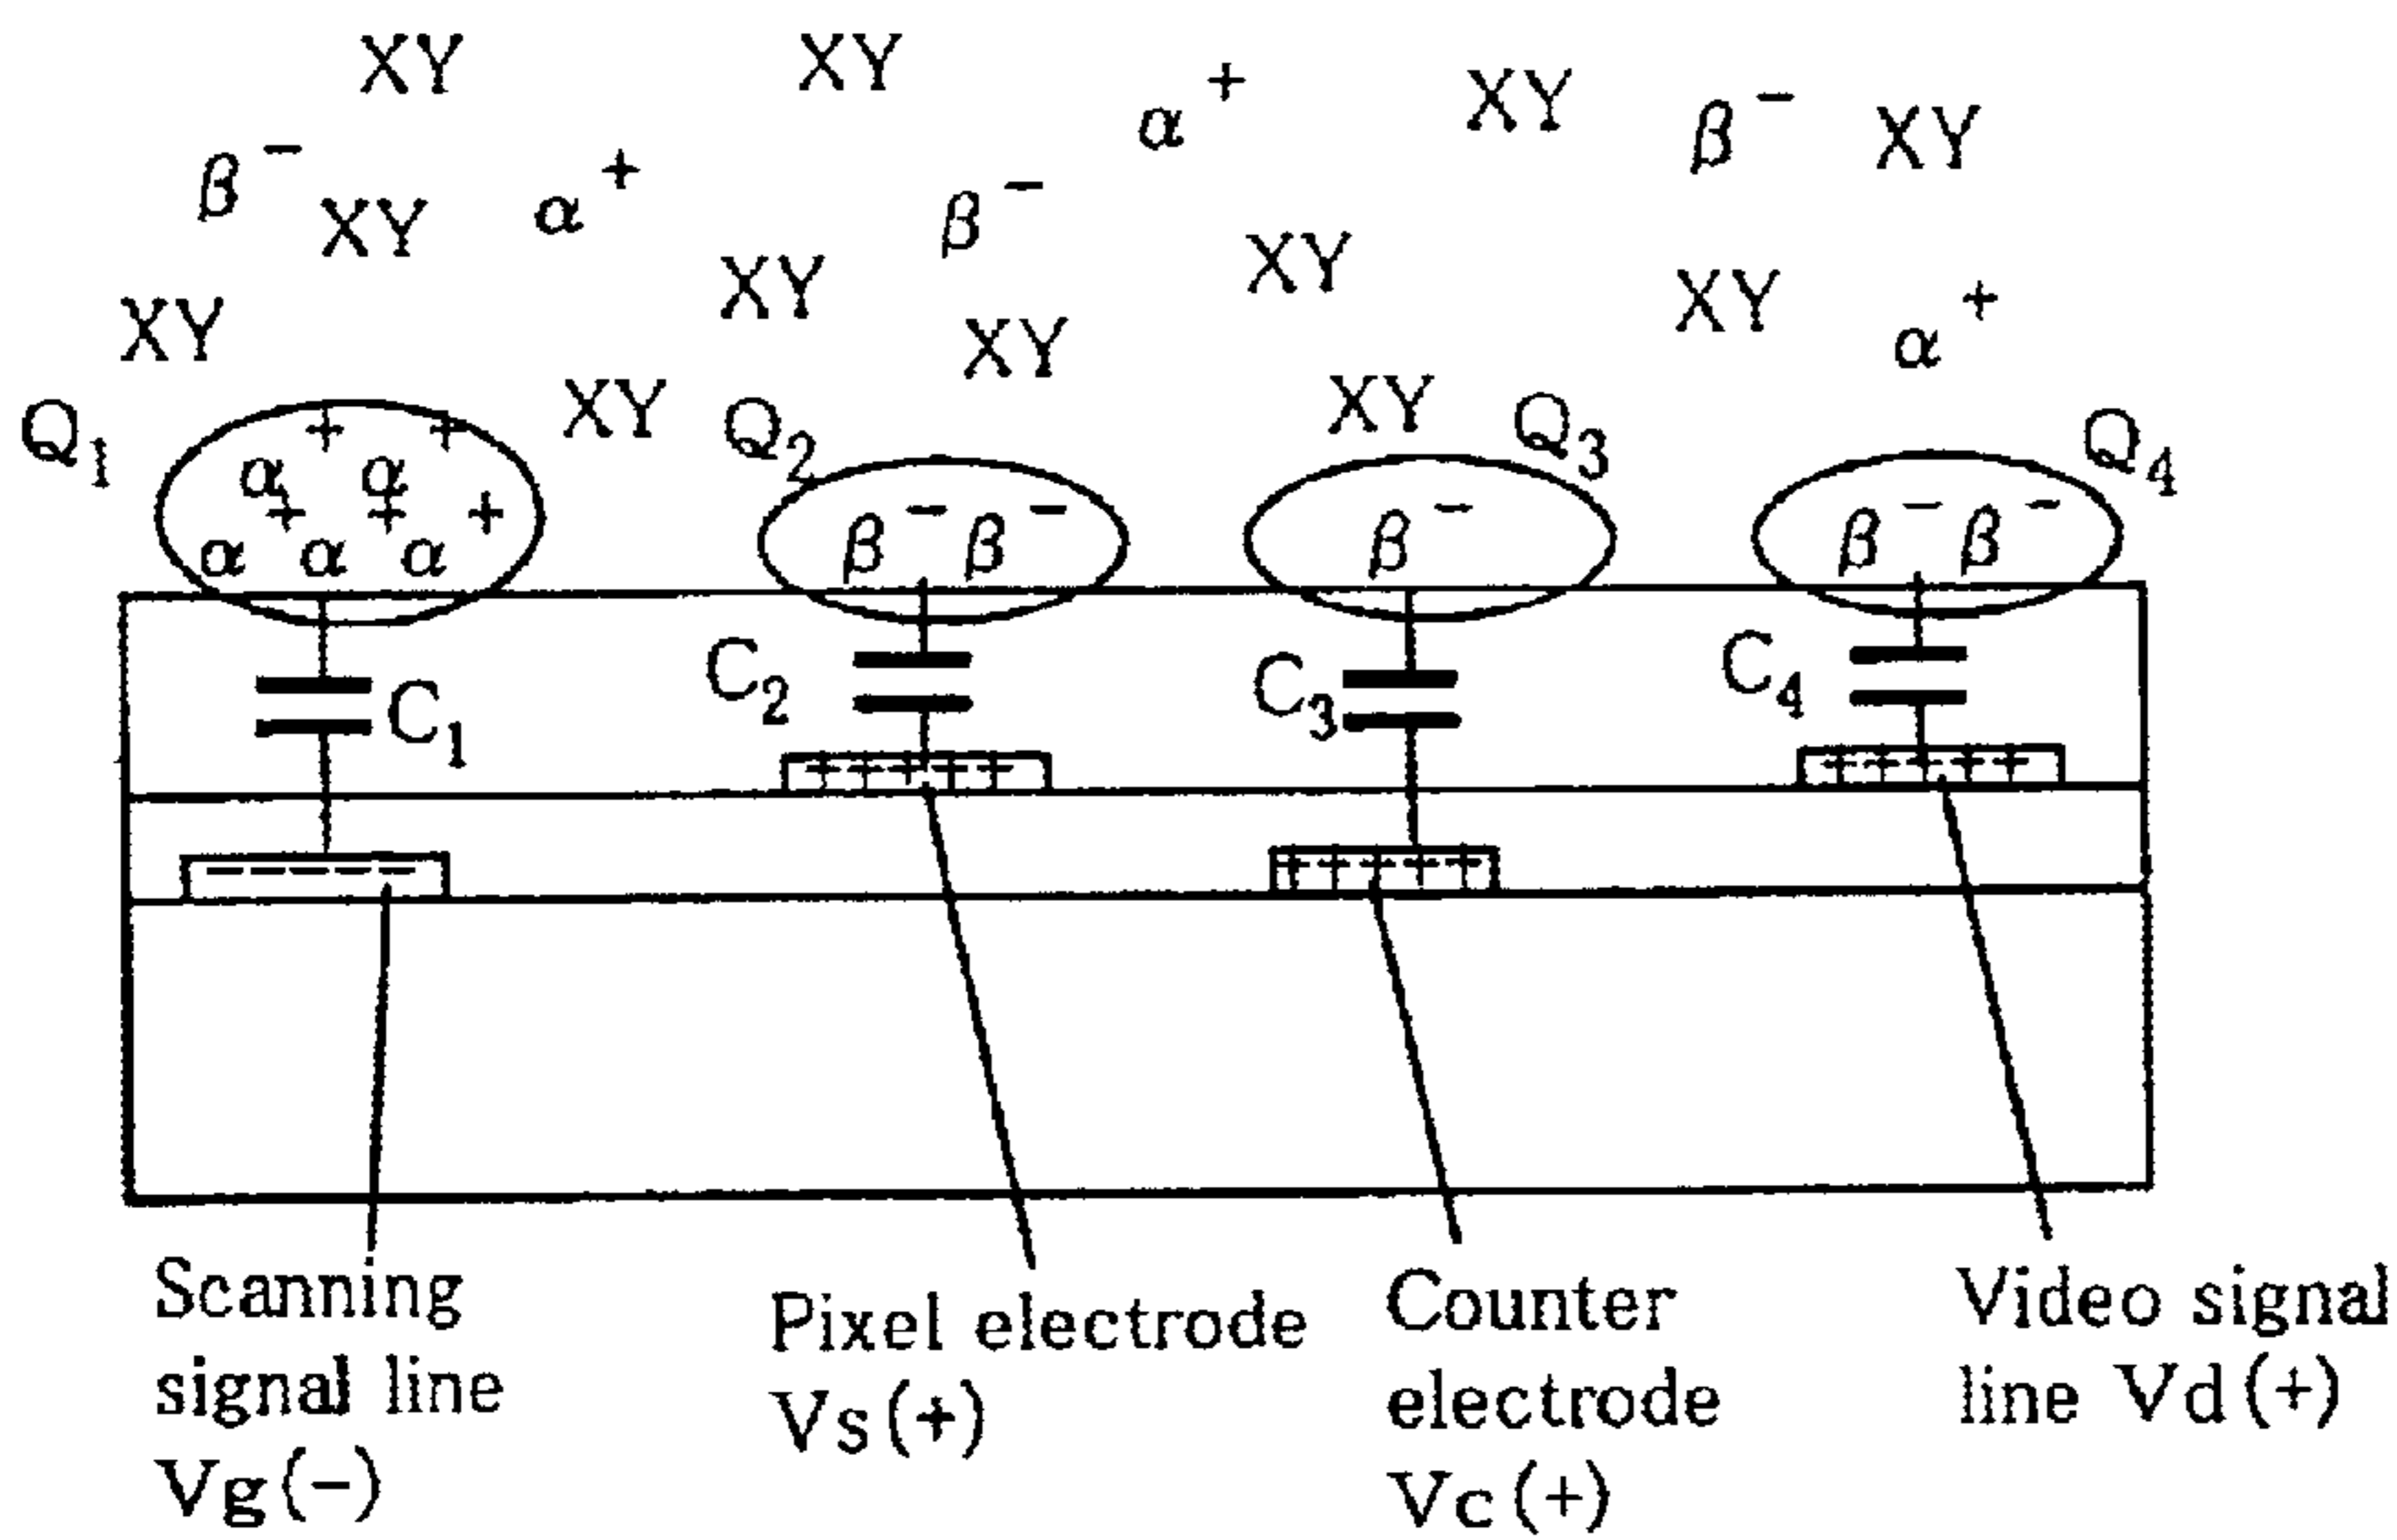 XY XY α⁺ XY β⁻ XY
β⁻ XY α⁺ β⁻ XY XY α⁺
XY XY XY
Q₁ XY Q₂ XY Q₃ Q₄
+ +
α α
+ + +
α α α
β⁻ β⁻
β⁻
β⁻ β⁻
C₁ C₂ C₃ C₄
+ + + + +
+ + + + +
− − − − −
+ + + + +
Scanning
signal line
Vg(−)
Pixel electrode
Vs(+)
Counter
electrode
Vc(+)
Video signal
line Vd(+)